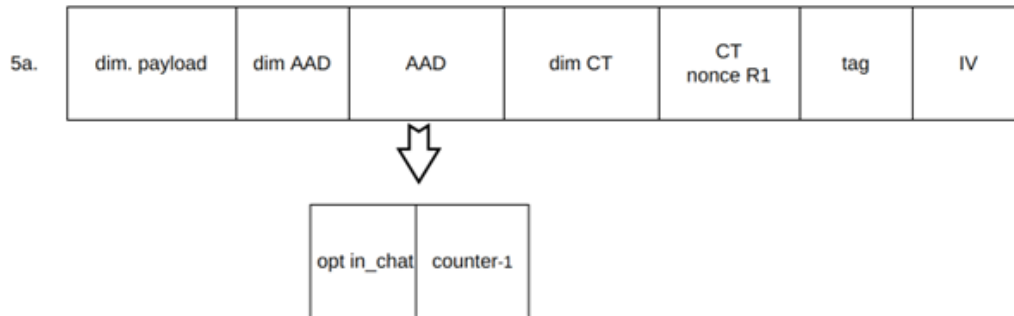 5a.
dim. payload
dim AAD
AAD
dim CT
CT
nonce R1
tag
IV
opt in_chat
counter-1